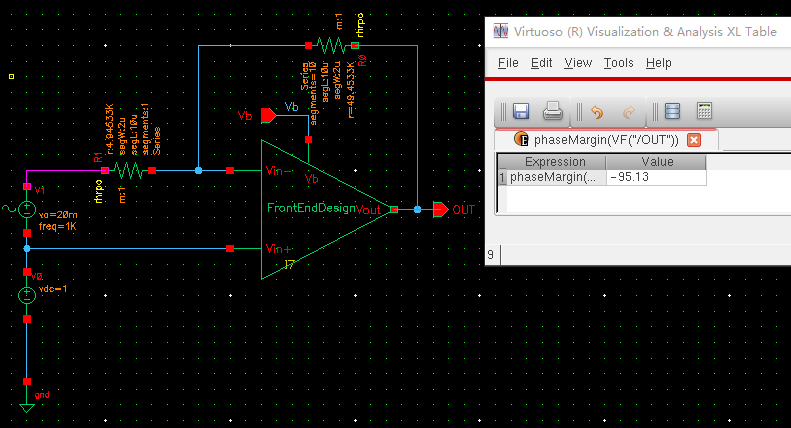 m:1
rhrpo
R0
Series
segments=10
segL:10u
segW:2u
r=49.4533K
Vb
Vb
r:4.94533K
segW:2u
segL:10u
segments:1
Series
R1
rhrpo
m:1
Vin-
Vb
V1
va=20m
freq=1K
FrontEndDesign
Vout
OUT
Vin+
I7
V0
vdc=1
gnd
Virtuoso (R) Visualization & Analysis XL Table
File Edit View Tools Help
phaseMargin(VF("/OUT"))
Expression Value
1 phaseMargin(... -95.13
9